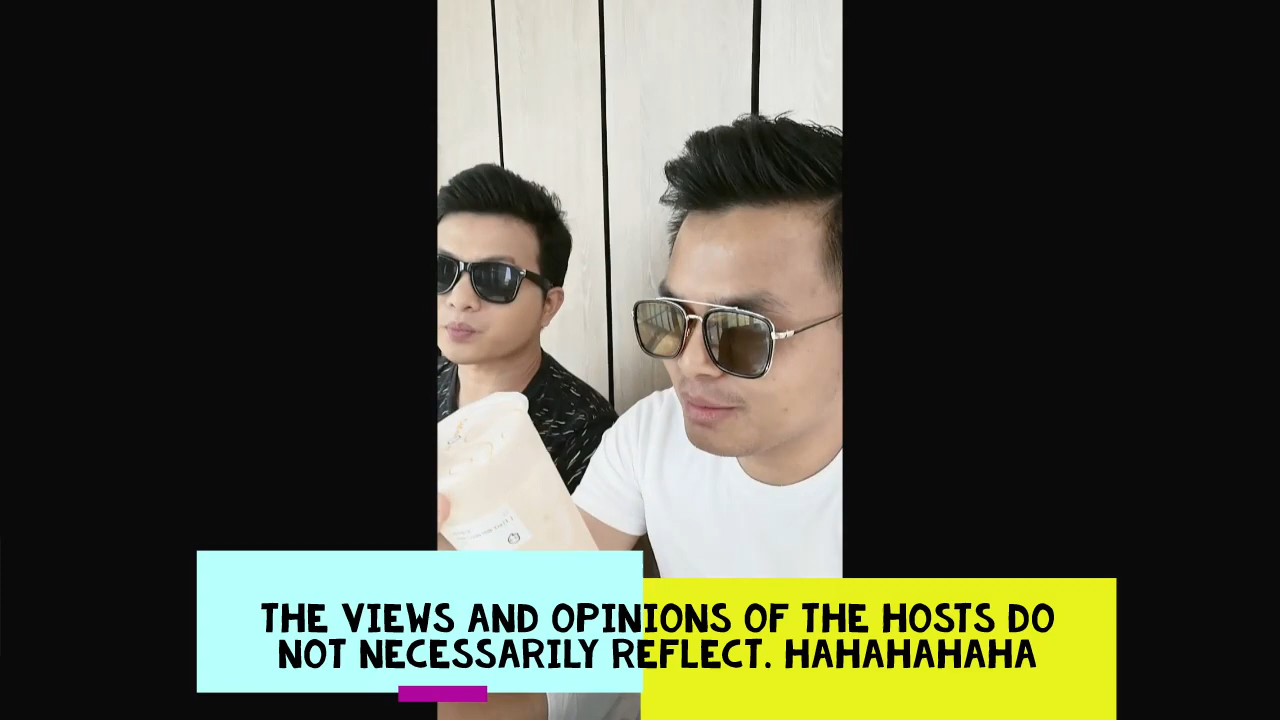 THE VIEWS AND OPINIONS OF THE HOSTS DO
NOT NECESSARILY REFLECT. HAHAHAHAHA